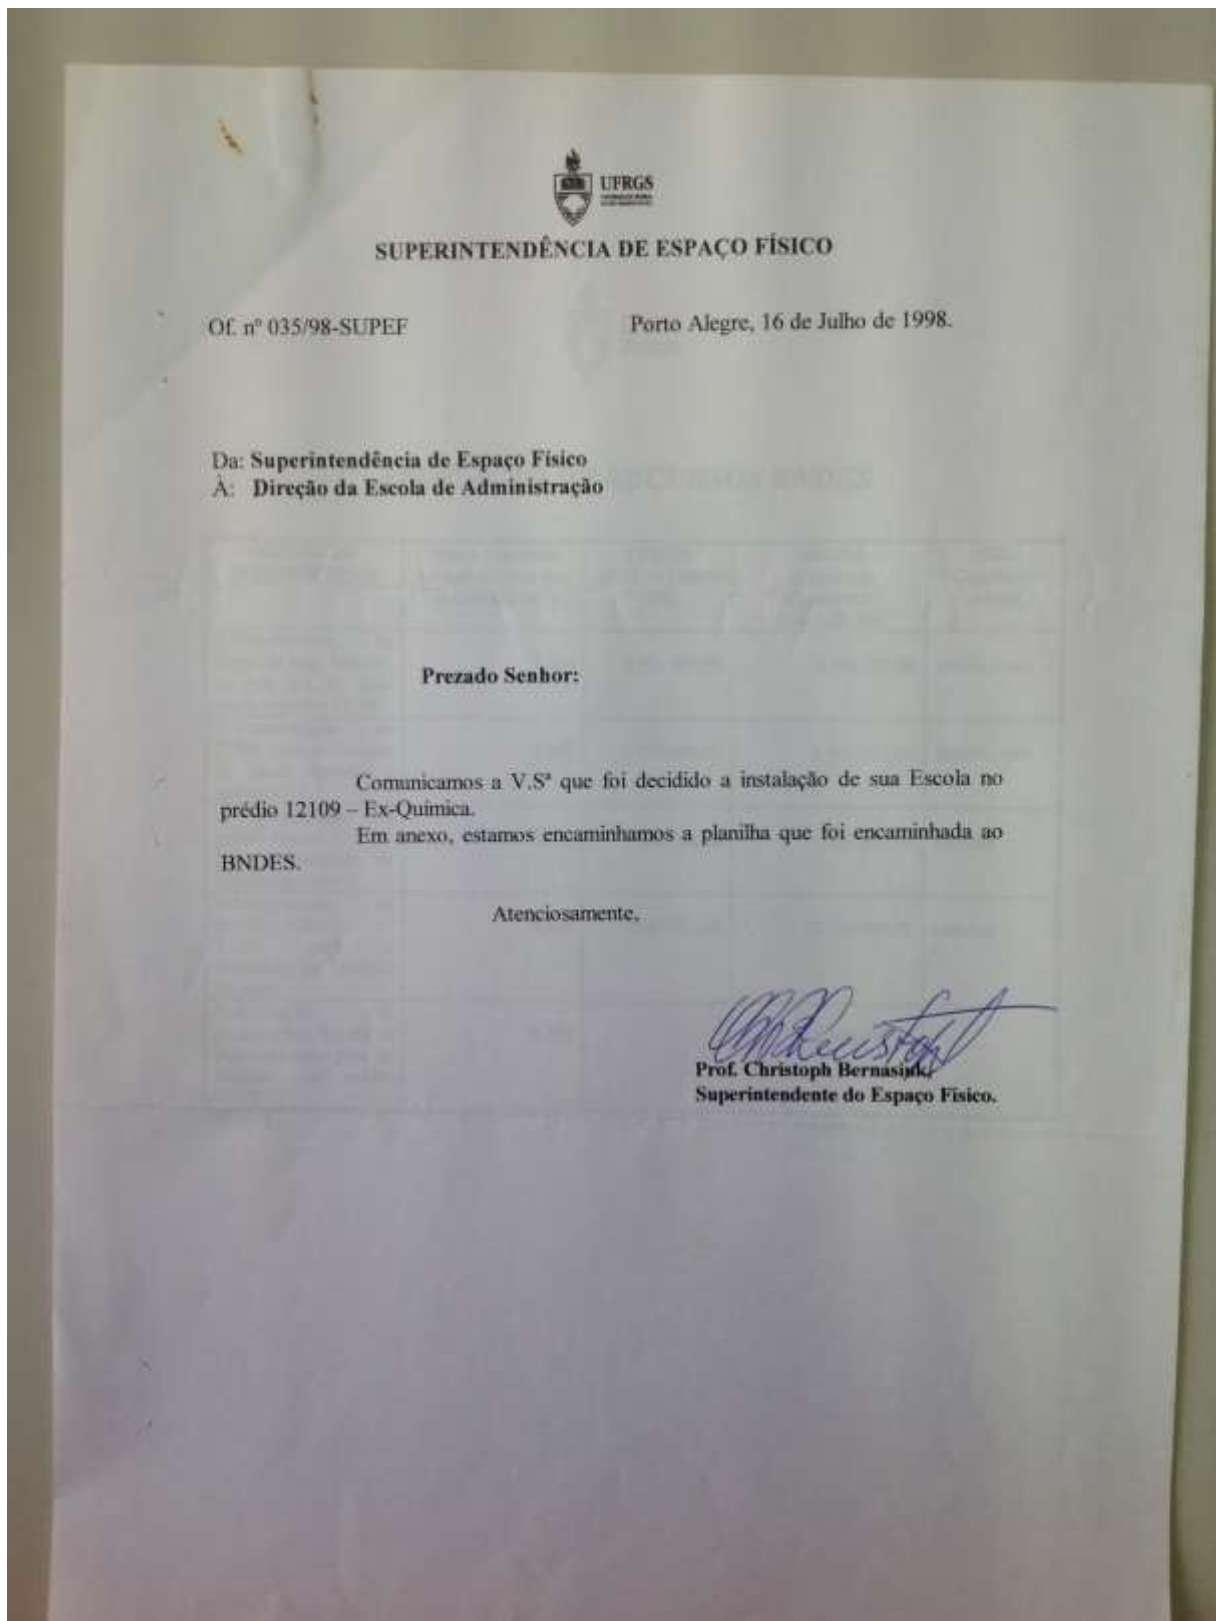 UFRGS
SUPERINTENDÊNCIA DE ESPAÇO FÍSICO
Of. nº 035/98-SUPEF
Porto Alegre, 16 de Julho de 1998.
Da: Superintendência de Espaço Físico
À: Direção da Escola de Administração
RECURSOS BNDES
Prezado Senhor:
Comunicamos a V.Sª que foi decidido a instalação de sua Escola no
prédio 12109 – Ex-Química.
Em anexo, estamos encaminhamos a planilha que foi encaminhada ao
BNDES.
Atenciosamente,
Prof. Christoph
Superintendente do Espaço Físico.